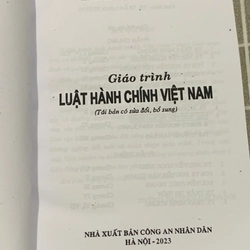 Giáo trình
LUẬT HÀNH CHÍNH VIỆT NAM
(Tái bản có sửa đổi, bổ sung)
NHÀ XUẤT BẢN CÔNG AN NHÂN DÂN
HÀ NỘI - 2023